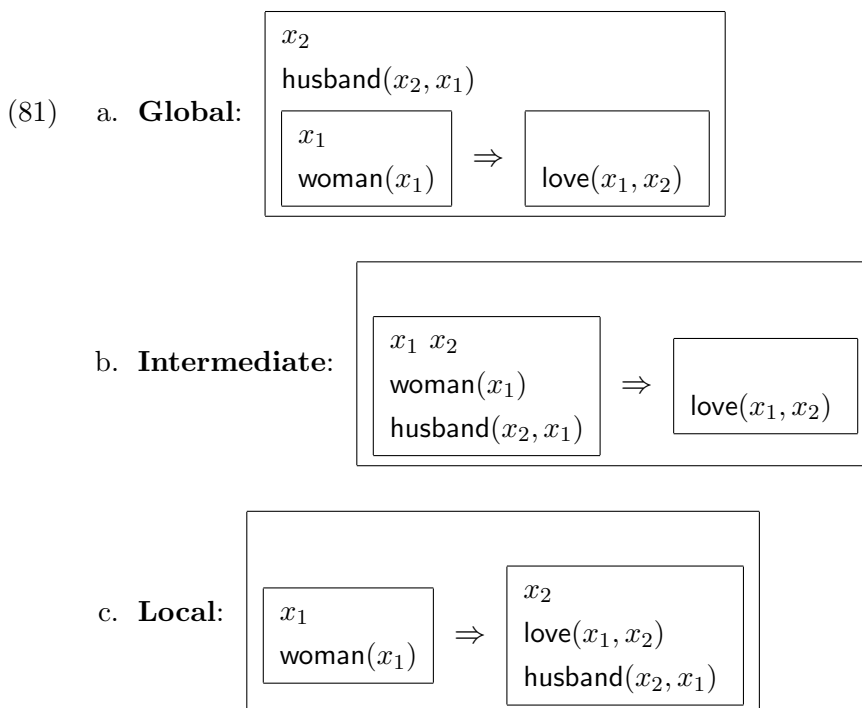 (81) a. Global:
x₂
husband(x₂, x₁)
x₁
woman(x₁)
⇒
love(x₁, x₂)
b. Intermediate:
x₁ x₂
woman(x₁)
husband(x₂, x₁)
⇒
love(x₁, x₂)
c. Local:
x₁
woman(x₁)
⇒
x₂
love(x₁, x₂)
husband(x₂, x₁)